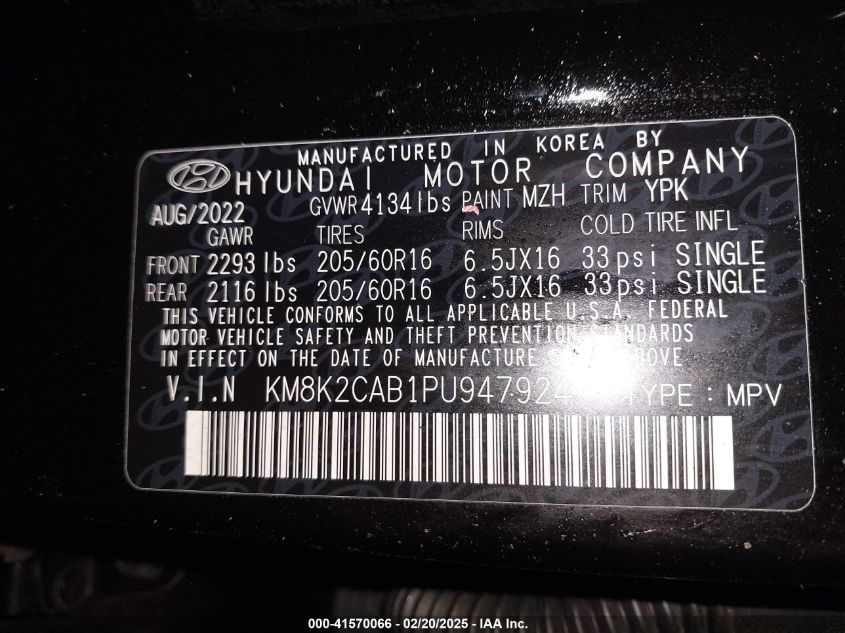 MANUFACTURED IN KOREA BY
HYUNDAI MOTOR COMPANY
AUG/2022 GVWR 4134 lbs PAINT MZH TRIM YPK
GAWR TIRES RIMS COLD TIRE INFL
FRONT 2293 lbs 205/60R16 6.5JX16 33 psi SINGLE
REAR 2116 lbs 205/60R16 6.5JX16 33 psi SINGLE
THIS VEHICLE CONFORMS TO ALL APPLICABLE U.S.A. FEDERAL
MOTOR VEHICLE SAFETY AND THEFT PREVENTION STANDARDS
IN EFFECT ON THE DATE OF MANUFACTURE SHOWN ABOVE
V.I.N TYPE : MPV
000-41570066 - 02/20/2025 - IAA Inc.